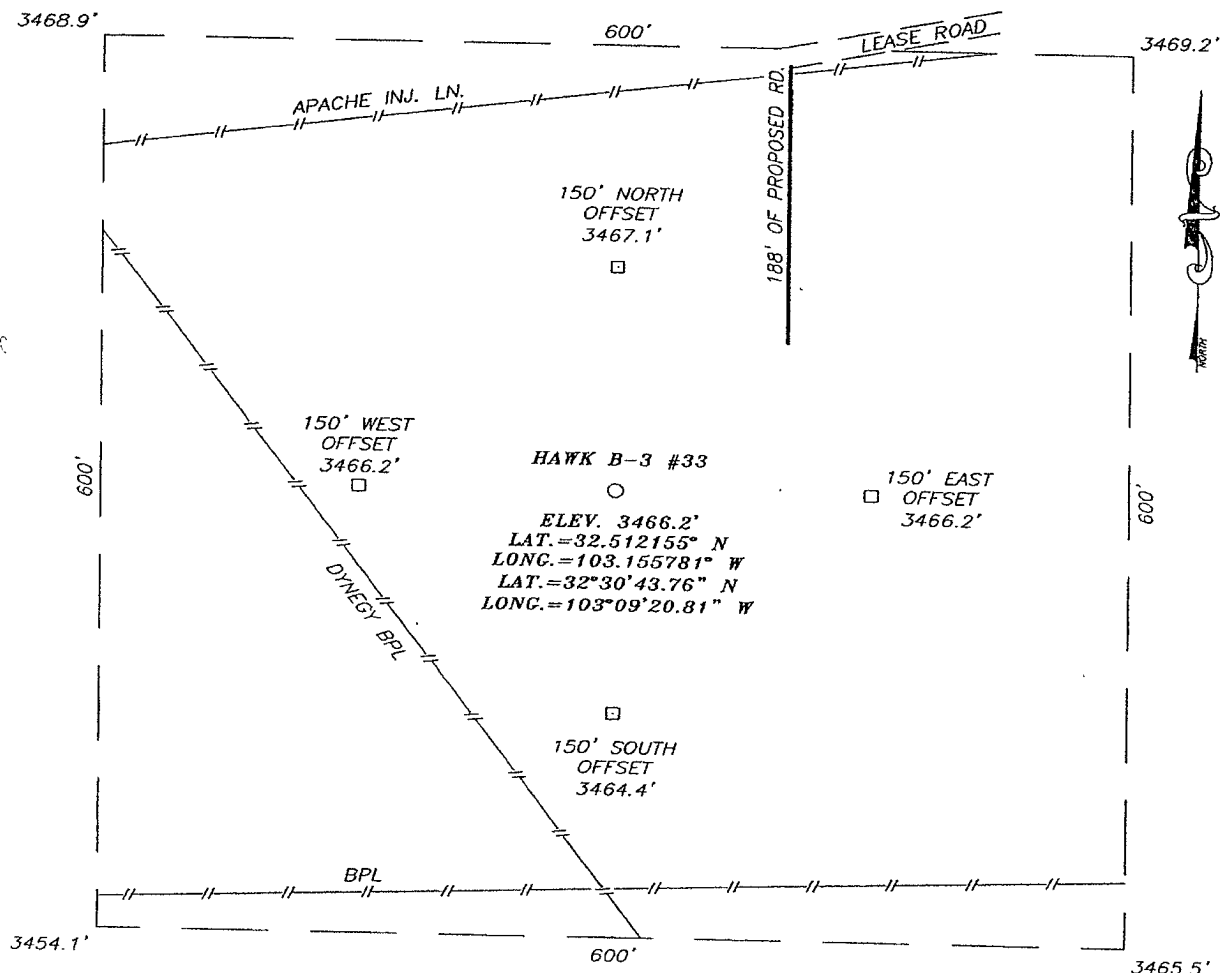 3468.9'
600'
LEASE ROAD
3469.2'
APACHE INJ. LN.
188' OF PROPOSED RD.
150' NORTH
OFFSET
3467.1'
NORTH
150' WEST
OFFSET
3466.2'
600'
HAWK B-3 #33
150' EAST
OFFSET
3466.2'
600'
ELEV. 3466.2'
LAT.=32.512155° N
LONG.=103.155781° W
LAT.=32°30'43.76" N
LONG.=103°09'20.81" W
DYNEGY BPL
150' SOUTH
OFFSET
3464.4'
BPL
3454.1'
600'
3465.5'